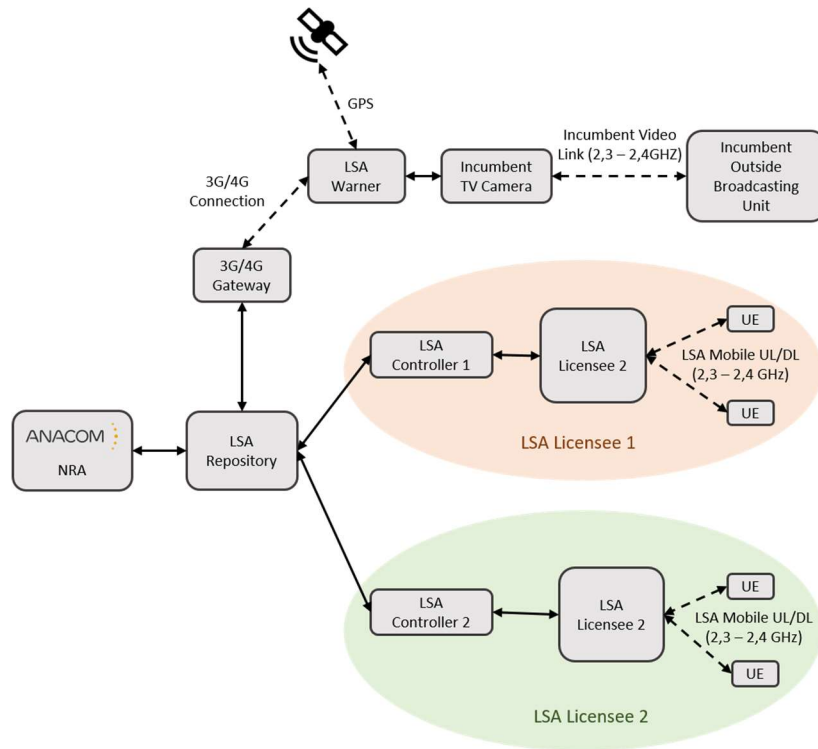 GPS
LSA
Warner
Incumbent
TV Camera
Incumbent Video
Link (2,3 – 2,4GHZ)
Incumbent
Outside
Broadcasting
Unit
3G/4G
Connection
3G/4G
Gateway
LSA
Controller 1
LSA
Licensee 2
UE
LSA Mobile UL/DL
(2,3 – 2,4 GHz)
UE
LSA Licensee 1
ANACOM
NRA
LSA
Repository
LSA
Controller 2
LSA
Licensee 2
UE
LSA Mobile UL/DL
(2,3 – 2,4 GHz)
UE
LSA Licensee 2